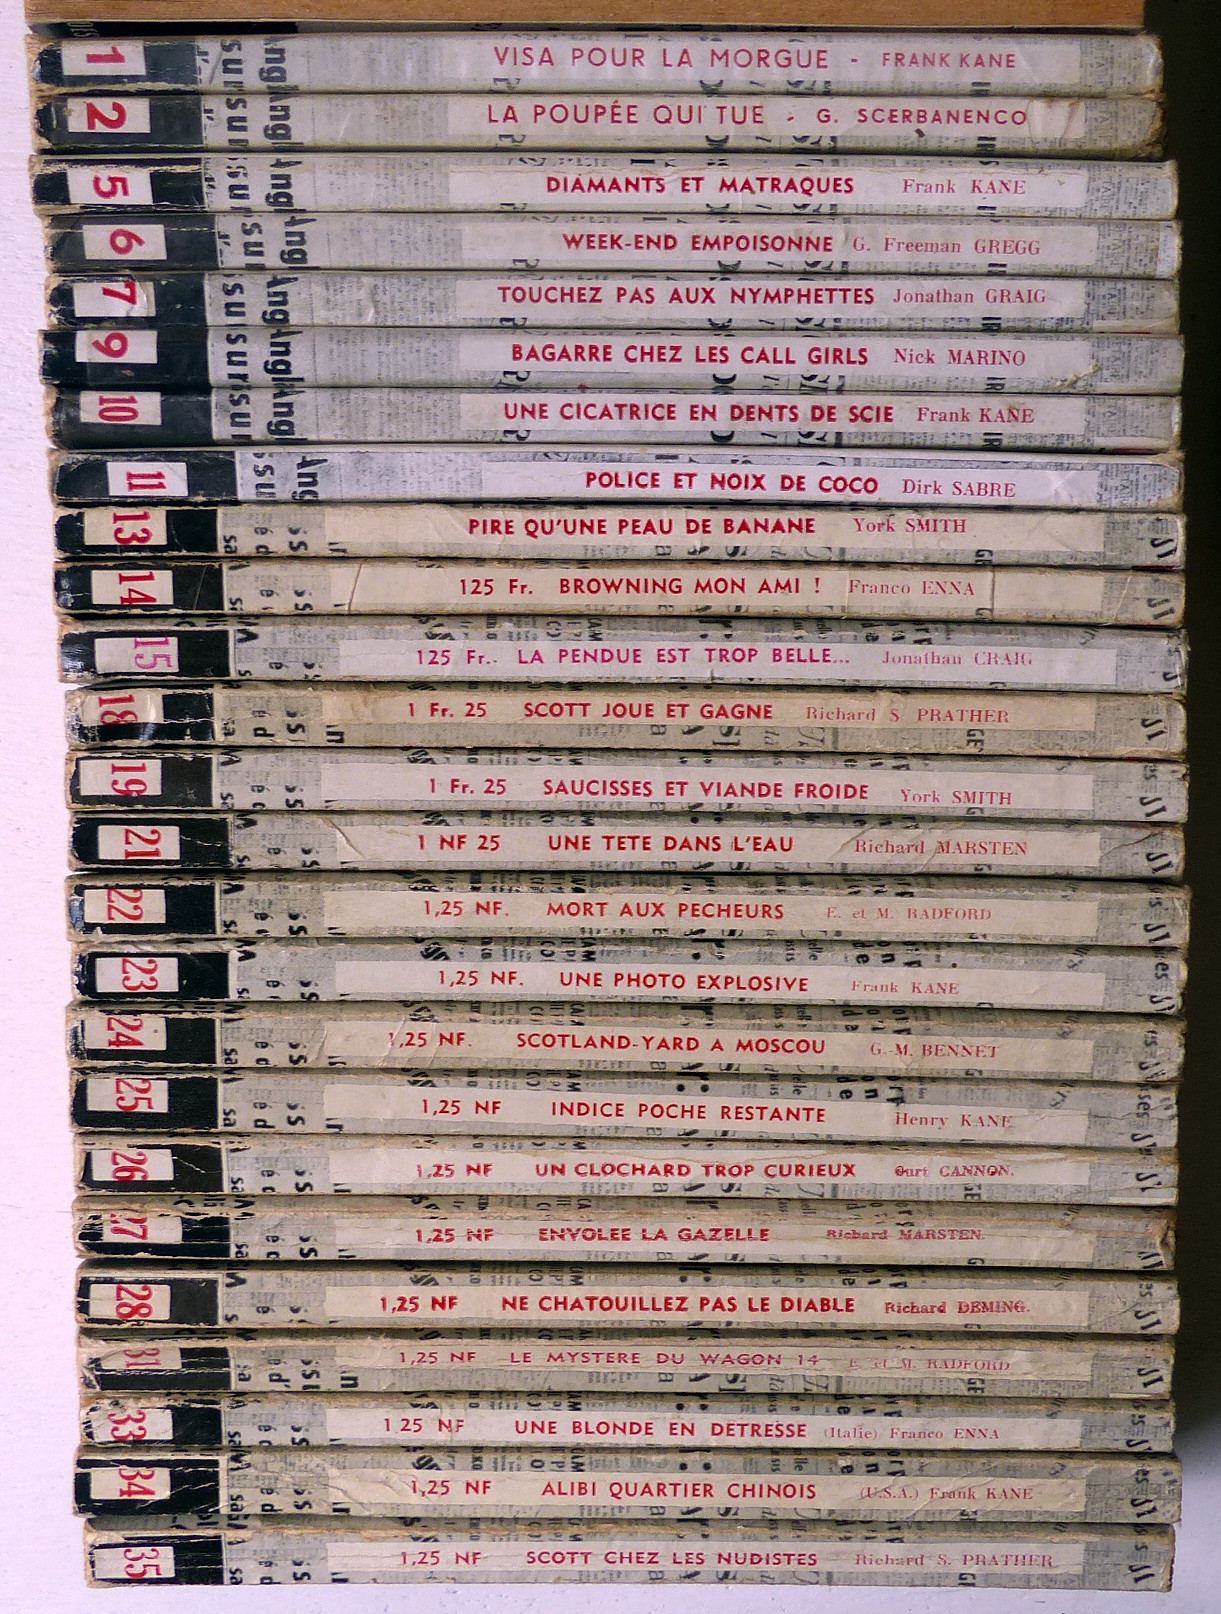 1 VISA POUR LA MORGUE - FRANK KANE
2 LA POUPÉE QUI TUE - G. SCERBANENCO
5 DIAMANTS ET MATRAQUES Frank KANE
6 WEEK-END EMPOISONNE G. Freeman GREGG
7 TOUCHEZ PAS AUX NYMPHETTES Jonathan GRAIG
9 BAGARRE CHEZ LES CALL GIRLS Nick MARINO
10 UNE CICATRICE EN DENTS DE SCIE Frank KANE
11 POLICE ET NOIX DE COCO Dirk SABRE
13 PIRE QU'UNE PEAU DE BANANE York SMITH
14 125 Fr. BROWNING MON AMI ! Franco ENNA
15 125 Fr.. LA PENDUE EST TROP BELLE... Jonathan CRAIG
18 1 Fr. 25 SCOTT JOUE ET GAGNE Richard S PRATHER
19 1 Fr. 25 SAUCISSES ET VIANDE FROIDE York SMITH
21 1 NF 25 UNE TETE DANS L'EAU Richard MARSTEN
22 1,25 NF. MORT AUX PECHEURS E. et M. RADFORD
23 1,25 NF. UNE PHOTO EXPLOSIVE Frank KANE
24 1,25 NF. SCOTLAND-YARD A MOSCOU G.-M. BENNET
25 1,25 NF INDICE POCHE RESTANTE Henry KANE
26 1,25 NF UN CLOCHARD TROP CURIEUX Curt CANNON.
27 1,25 NF ENVOLEE LA GAZELLE Richard MARSTEN.
28 1,25 NF NE CHATOUILLEZ PAS LE DIABLE Richard DEMING.
31 1,25 NF LE MYSTERE DU WAGON 14 E. et M. RADFORD
33 1 25 NF UNE BLONDE EN DETRESSE (Italie) Franco ENNA
34 1,25 NF ALIBI QUARTIER CHINOIS (U.S.A.) Frank KANE
35 1,25 NF SCOTT CHEZ LES NUDISTES Richard S. PRATHER